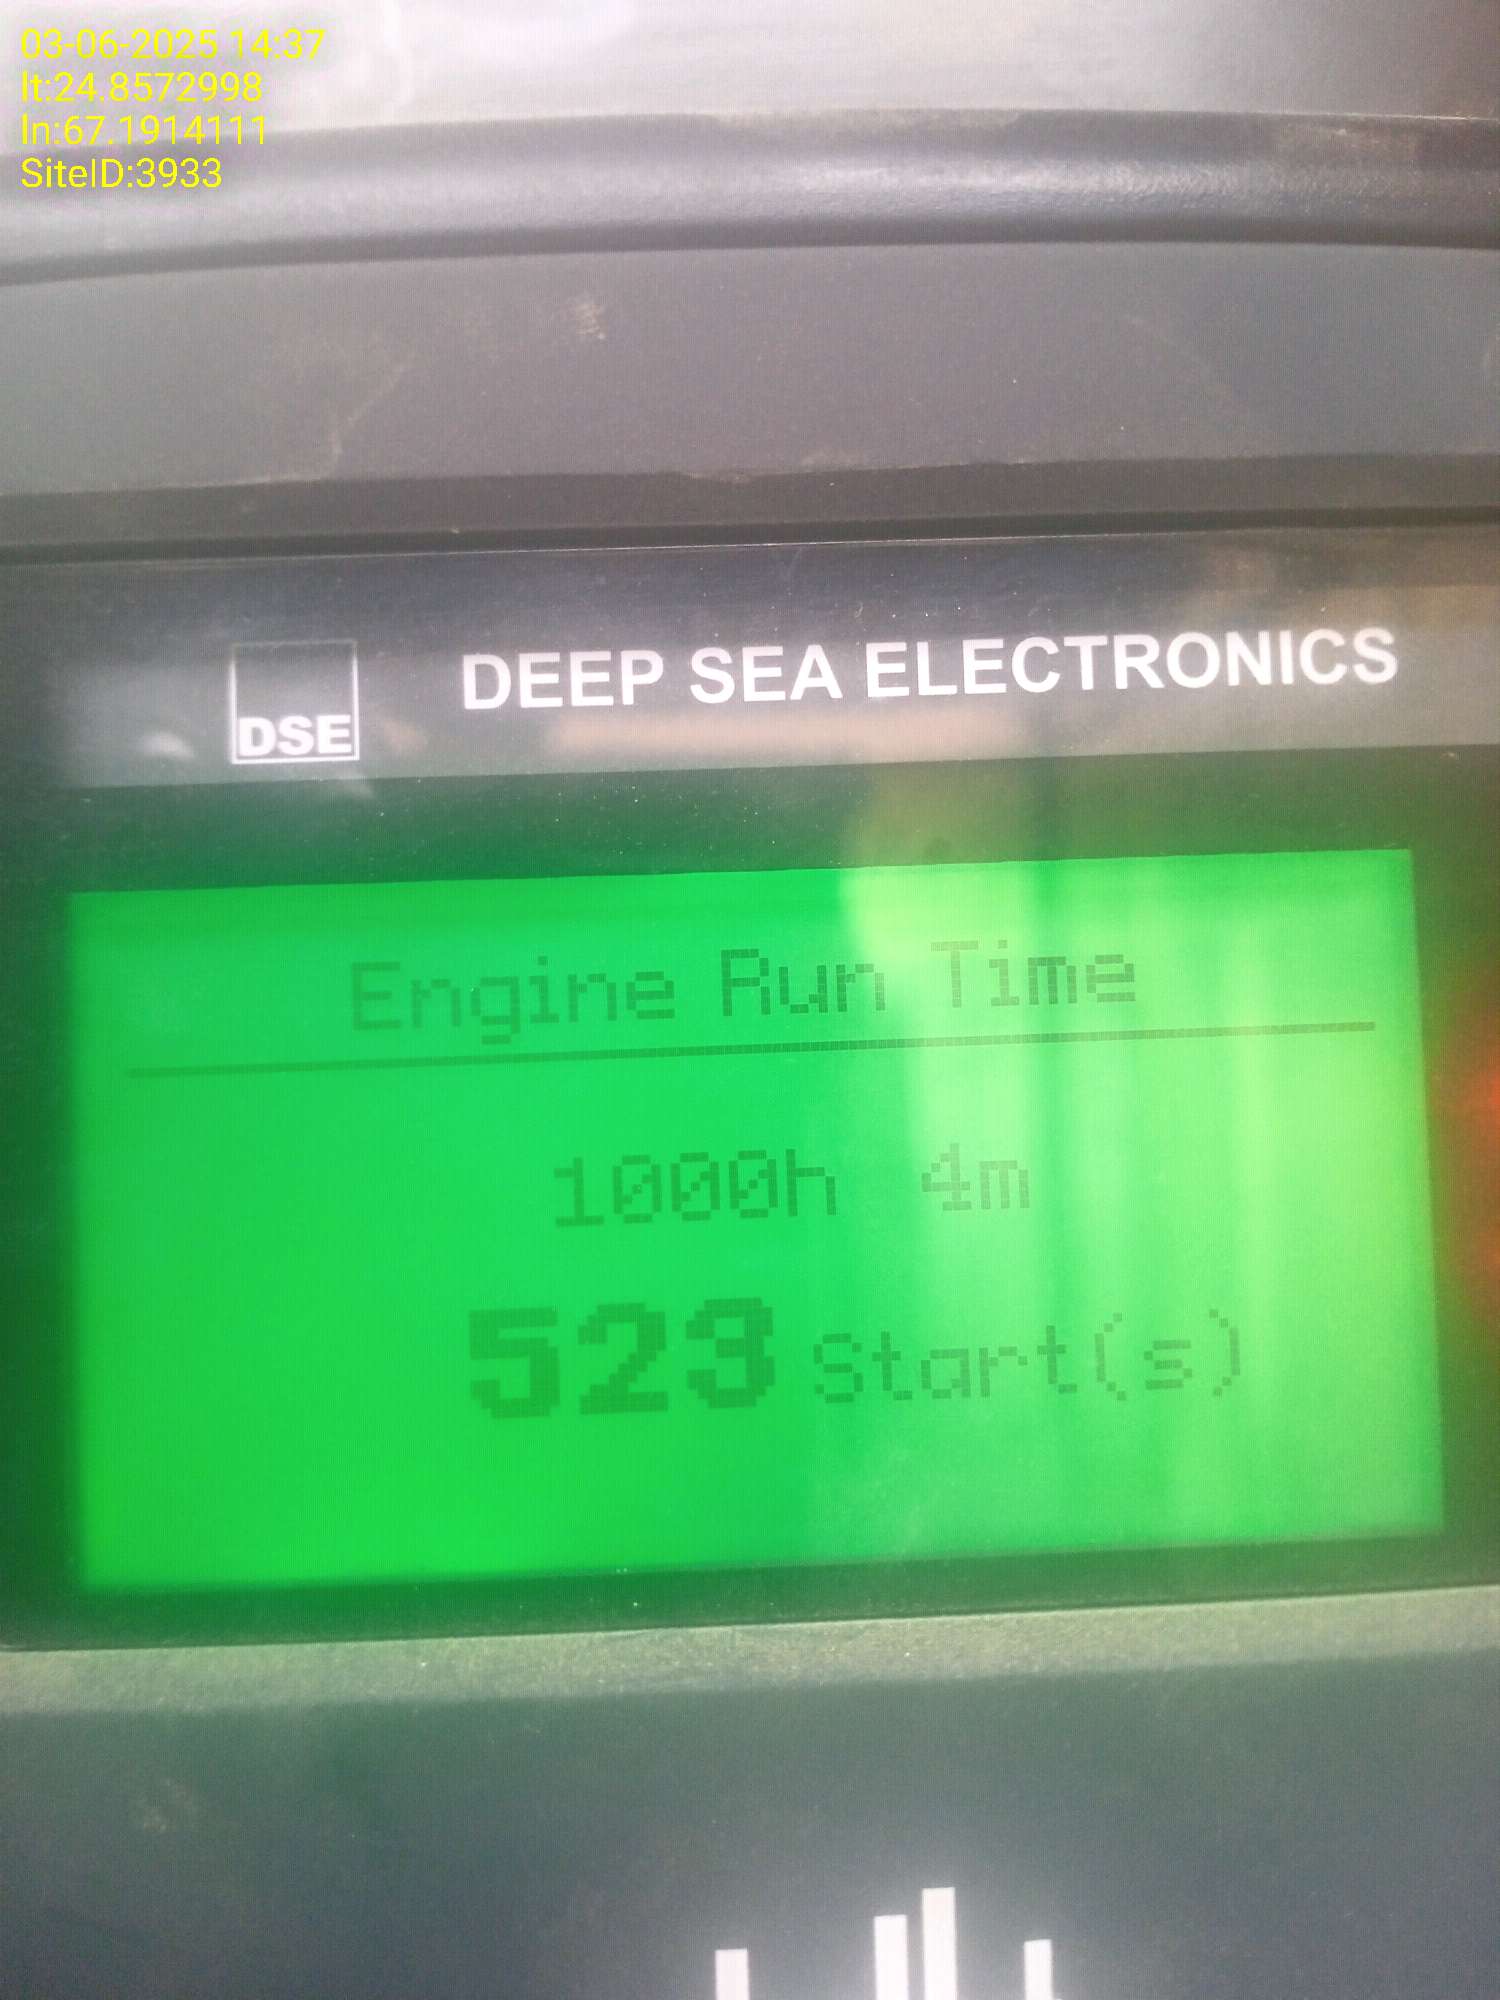 03-06-2025 14:37
lt:24.8572998
ln:67.1914111
SiteID:3933
DSE
DEEP SEA ELECTRONICS
Engine Run Time
1000h 4m
523 Start(s)